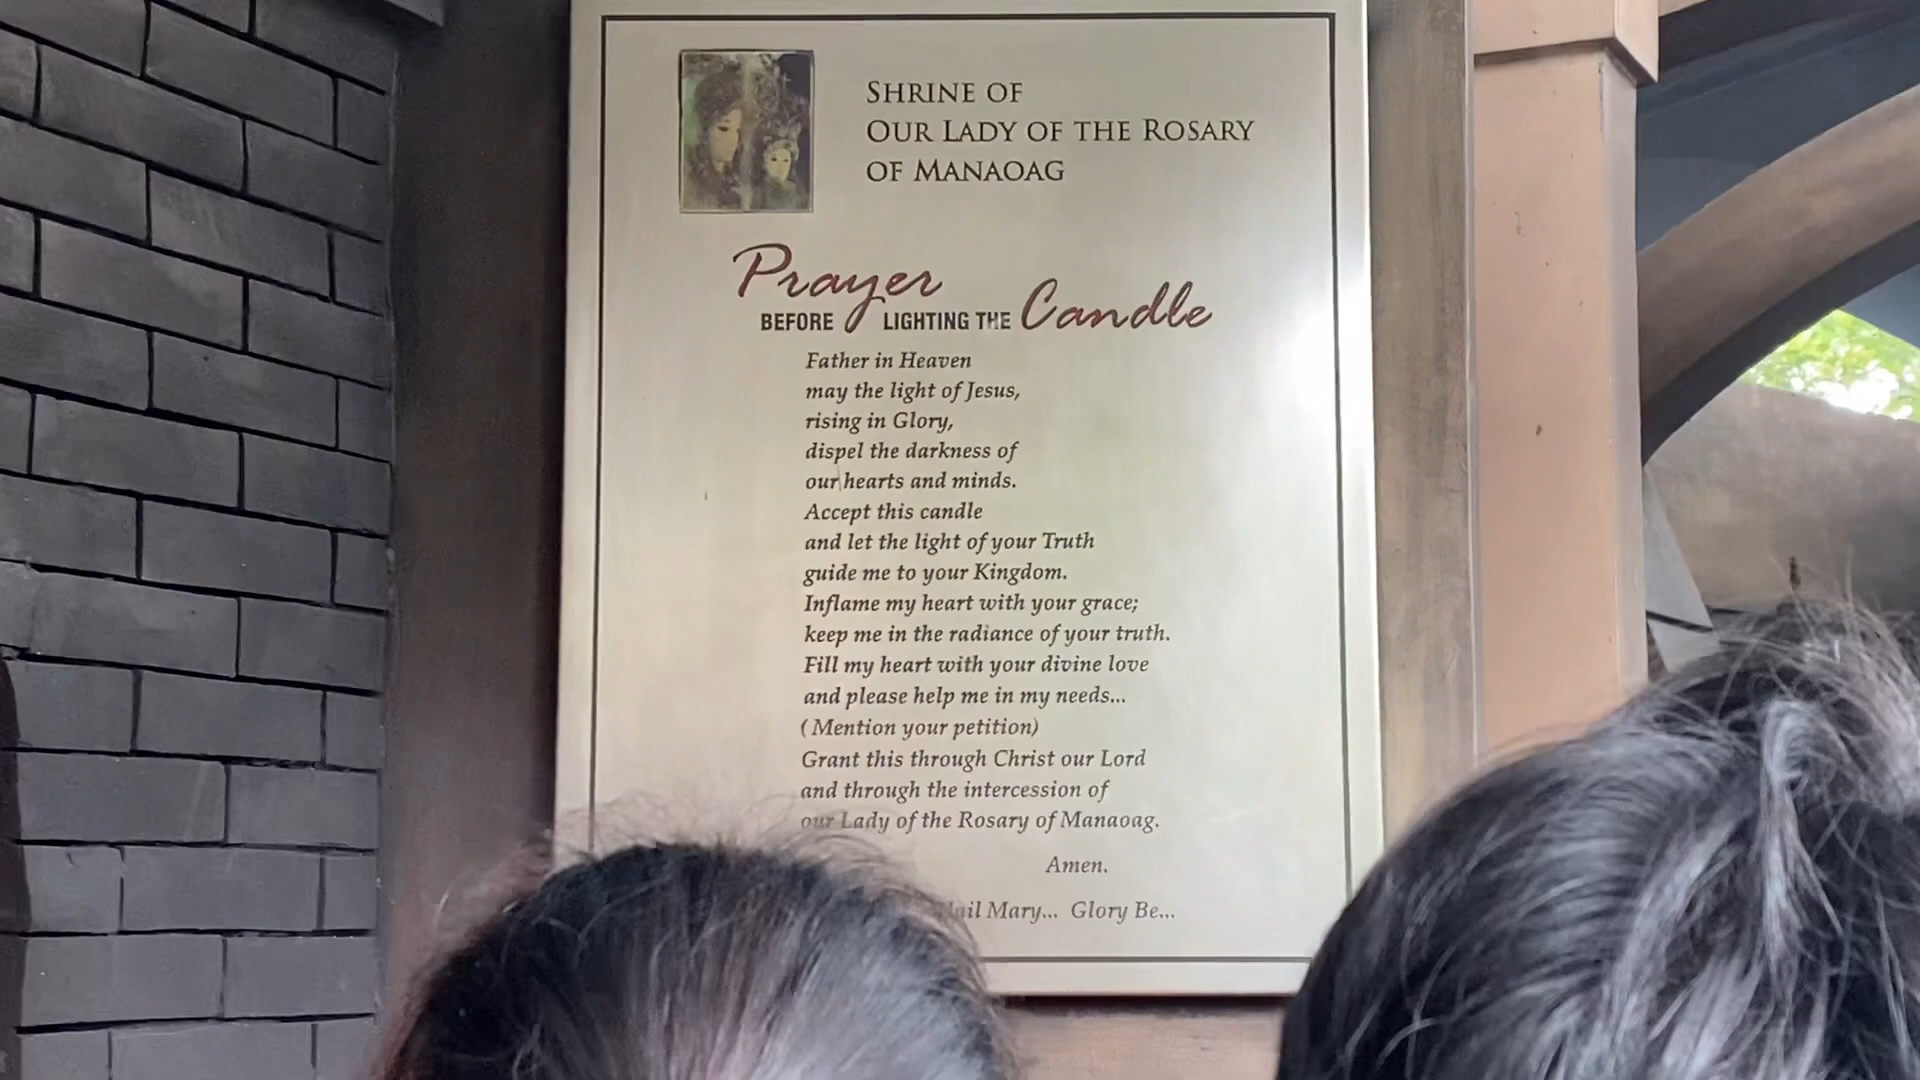 SHRINE OF
OUR LADY OF THE ROSARY
OF MANAOAG
Prayer
BEFORE LIGHTING THE Candle
Father in Heaven
may the light of Jesus,
rising in Glory,
dispel the darkness of
our hearts and minds.
Accept this candle
and let the light of your Truth
guide me to your Kingdom.
Inflame my heart with your grace;
keep me in the radiance of your truth.
Fill my heart with your divine love
and please help me in my needs...
(Mention your petition)
Grant this through Christ our Lord
and through the intercession of
our Lady of the Rosary of Manaoag.
Amen.
Hail Mary... Glory Be...